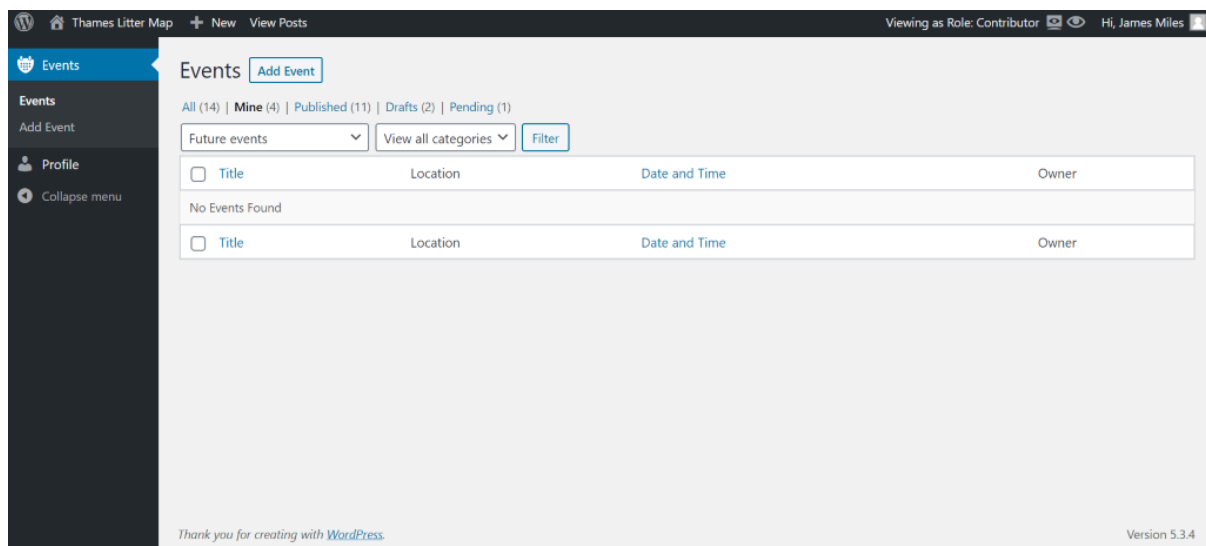 Thames Litter Map New View Posts Viewing as Role: Contributor Hi, James Miles
Events
Events
Add Event
Profile
Collapse menu
Events Add Event
All (14) | Mine (4) | Published (11) | Drafts (2) | Pending (1)
Future events View all categories Filter
Title Location Date and Time Owner
No Events Found
Title Location Date and Time Owner
Thank you for creating with WordPress. Version 5.3.4